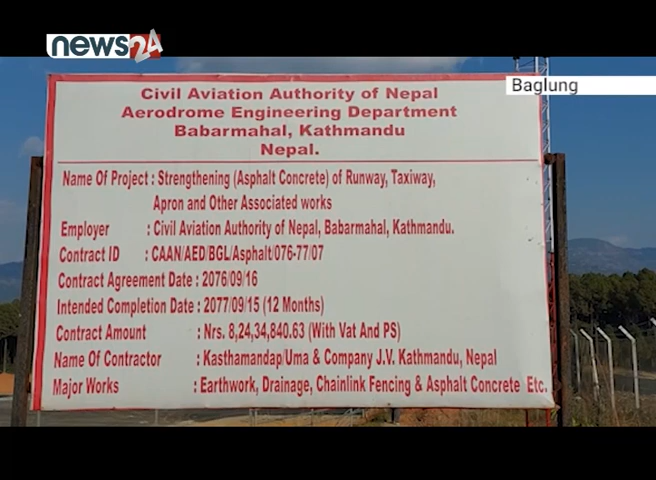 news24
Baglung
Civil Aviation Authority of Nepal
Aerodrome Engineering Department
Babarmahal, Kathmandu
Nepal.
Name Of Project : Strengthening (Asphalt Concrete) of Runway, Taxiway,
Apron and Other Associated works
Employer : Civil Aviation Authority of Nepal, Babarmahal, Kathmandu.
Contract ID : CAAN/AED/BGL/Asphalt/076-77/07
Contract Agreement Date : 2076/09/16
Intended Completion Date : 2077/09/15 (12 Months)
Contract Amount : Nrs. 8,24,34,840.63 (With Vat And PS)
Name Of Contractor : Kasthamandap/Uma & Company J.V. Kathmandu, Nepal
Major Works : Earthwork, Drainage, Chainlink Fencing & Asphalt Concrete Etc.